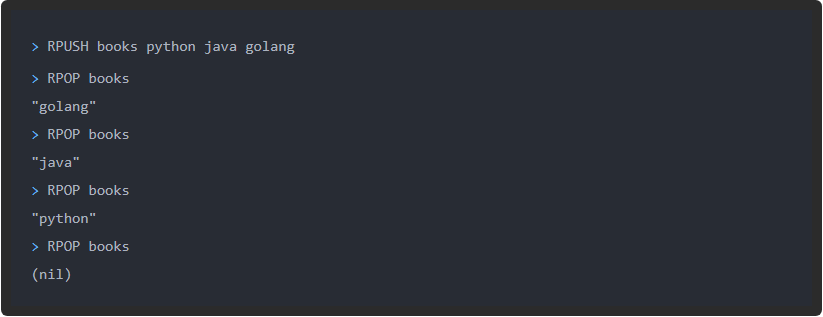 > RPUSH books python java golang
> RPOP books
"golang"
> RPOP books
"java"
> RPOP books
"python"
> RPOP books
(nil)